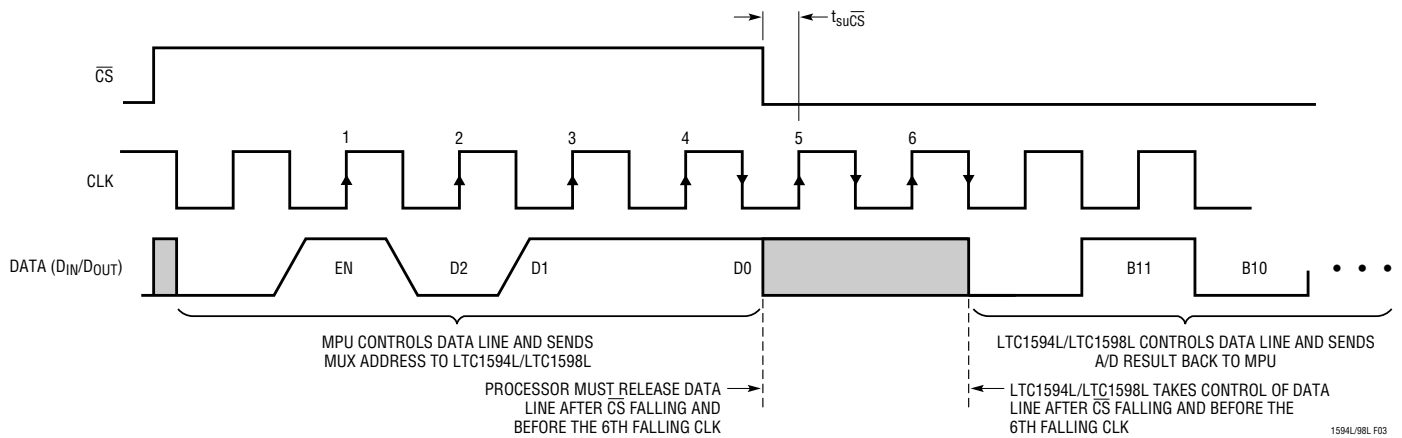 tsuCS
CS
1 2 3 4 5 6
CLK
DATA (DIN/DOUT)
EN D2 D1 D0 B11 B10 • • •
MPU CONTROLS DATA LINE AND SENDS
MUX ADDRESS TO LTC1594L/LTC1598L
LTC1594L/LTC1598L CONTROLS DATA LINE AND SENDS
A/D RESULT BACK TO MPU
PROCESSOR MUST RELEASE DATA
LINE AFTER CS FALLING AND
BEFORE THE 6TH FALLING CLK
LTC1594L/LTC1598L TAKES CONTROL OF DATA
LINE AFTER CS FALLING AND BEFORE THE
6TH FALLING CLK
1594L/98L F03